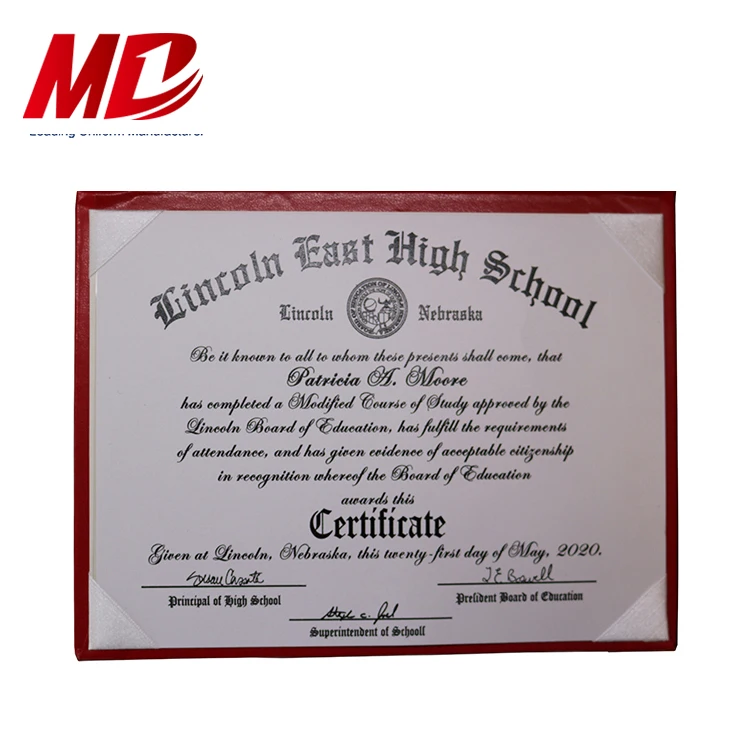 MD
Leading Uniform Manufacturer
Lincoln East High School
Lincoln Nebraska
Be it known to all to whom these presents shall come, that
Patricia A. Moore
has completed a Modified Course of Study approved by the
Lincoln Board of Education, has fulfill the requirements
of attendance, and has given evidence of acceptable citizenship
in recognition whereof the Board of Education
awards this
Certificate
Given at Lincoln, Nebraska, this twenty-first day of May, 2020.
Principal of High School
Prelident Board of Education
Superintendent of Schoolf